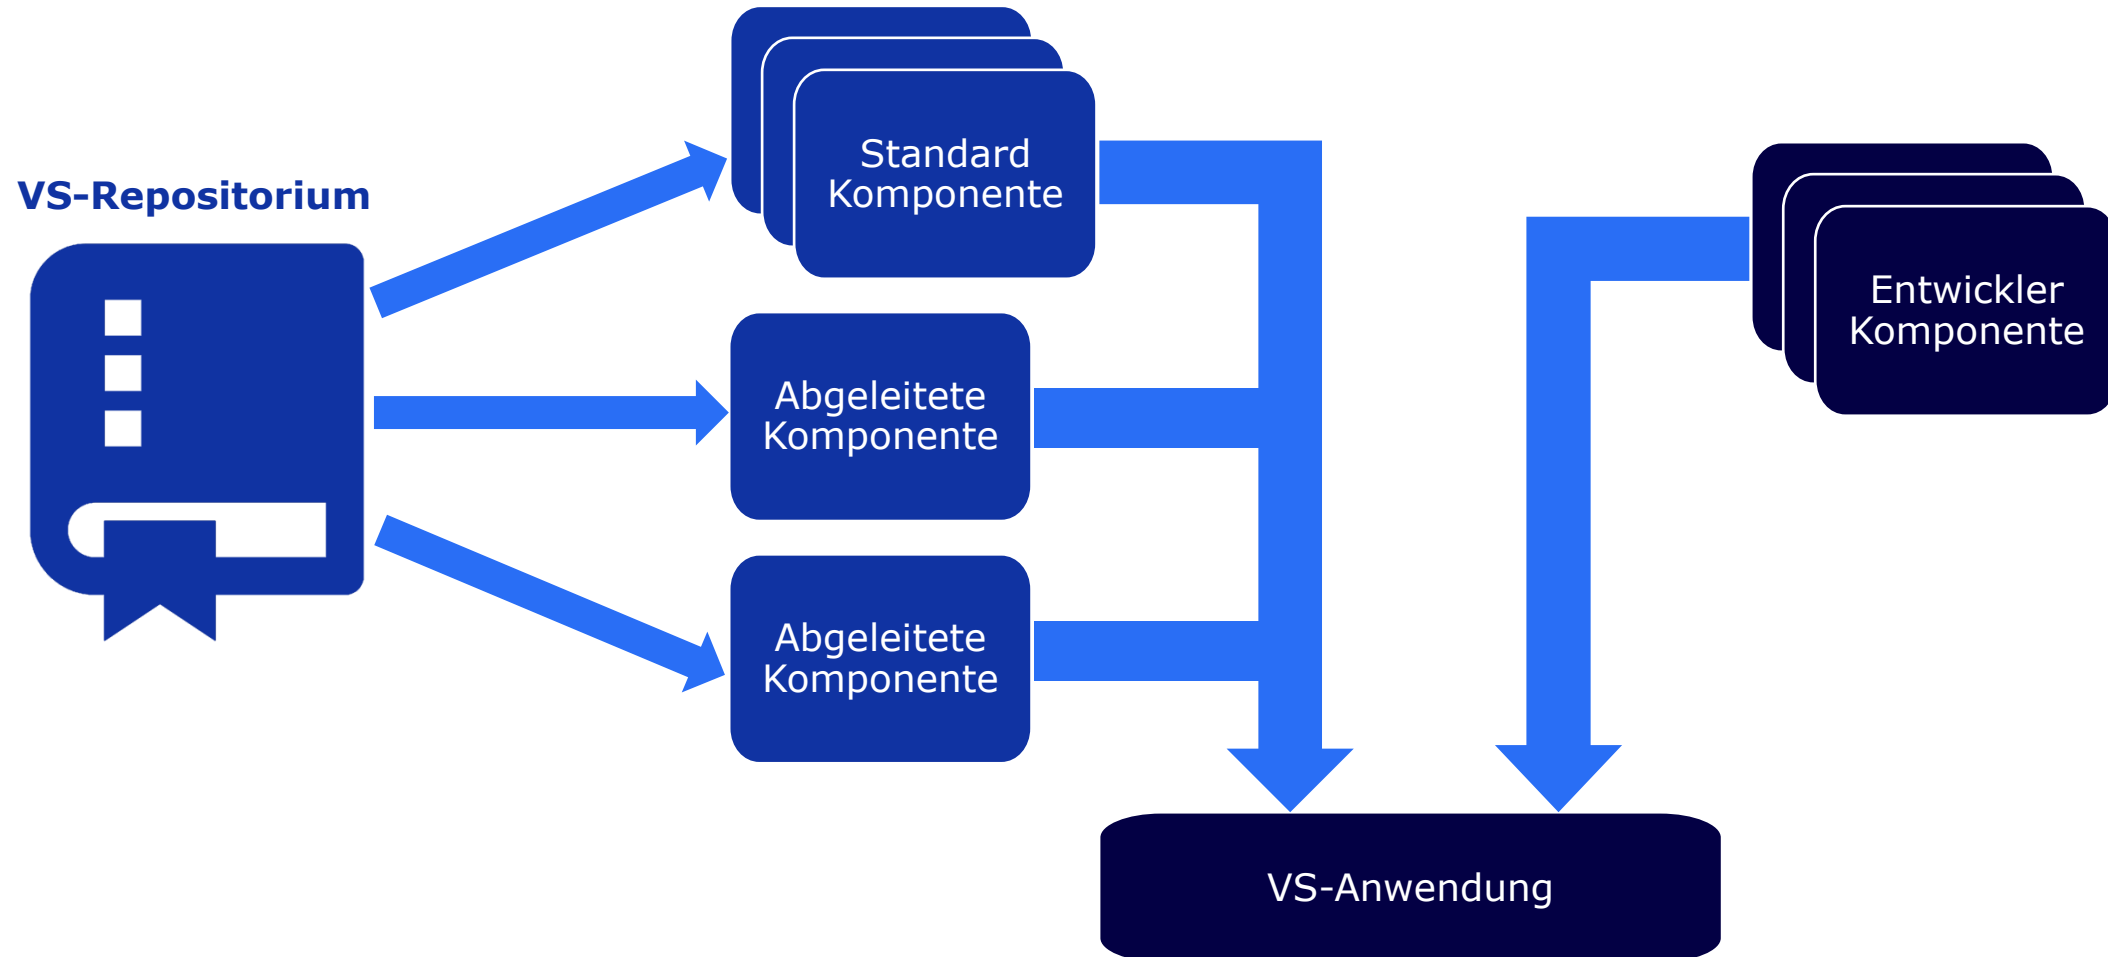 VS-Repositorium
Standard
Komponente
Abgeleitete
Komponente
Abgeleitete
Komponente
Entwickler
Komponente
VS-Anwendung